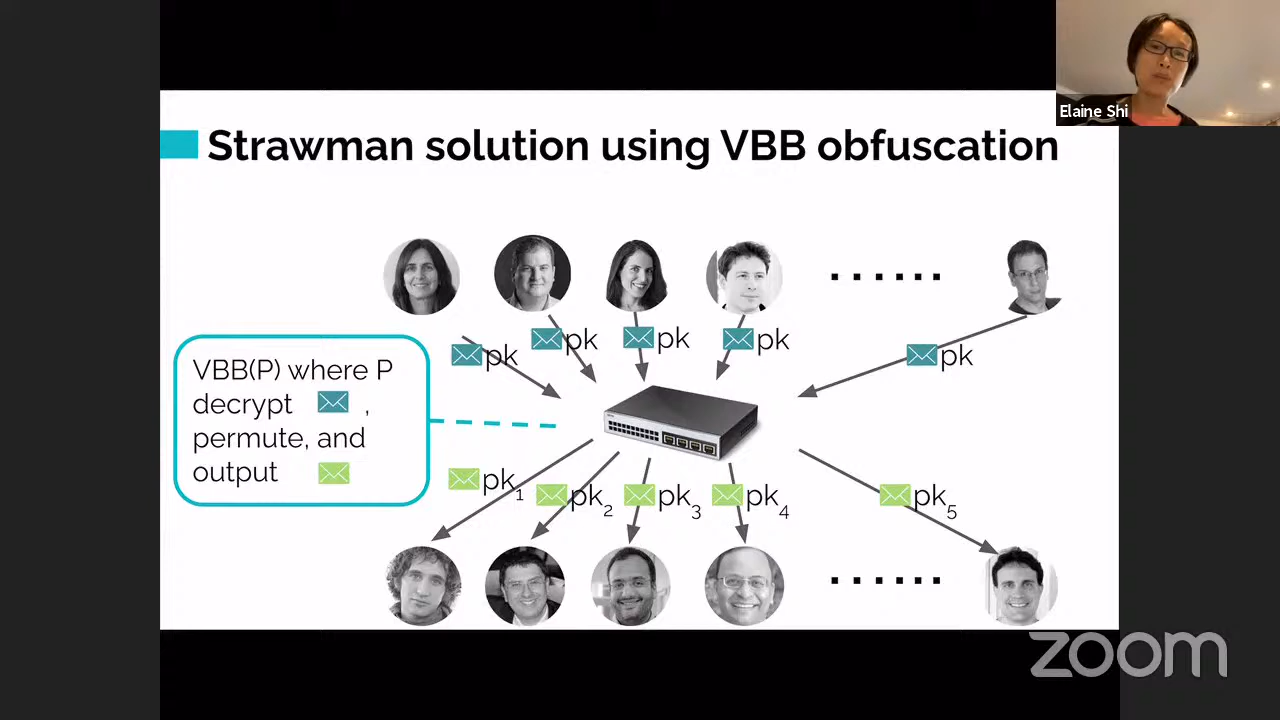 Elaine Shi
Strawman solution using VBB obfuscation
pk pk pk pk pk
VBB(P) where P
decrypt ,
permute, and
output
pk1 pk2 pk3 pk4 pk5
zoom